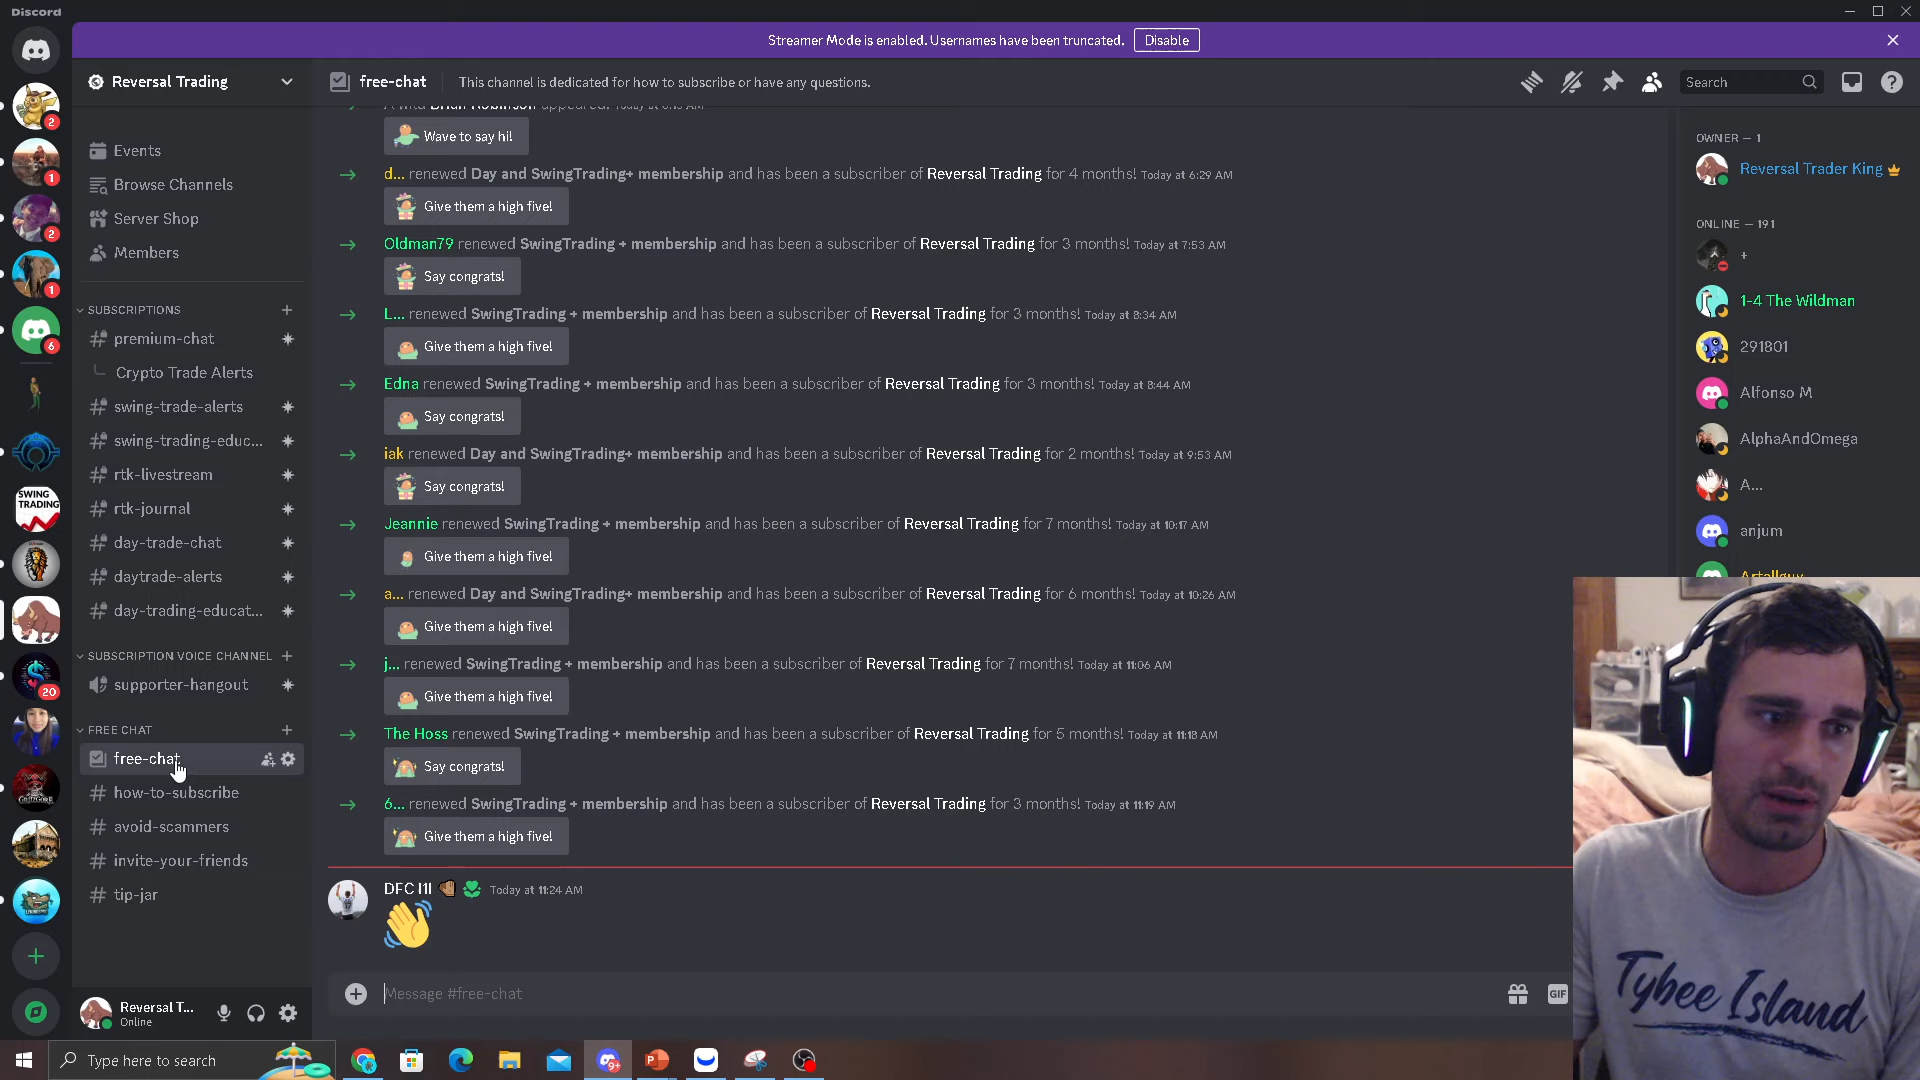 Discord
Streamer Mode is enabled. Usernames have been truncated. Disable
Reversal Trading
free-chat
This channel is dedicated for how to subscribe or have any questions.
Search
Events
Browse Channels
Server Shop
Members
SUBSCRIPTIONS
premium-chat
Crypto Trade Alerts
swing-trade-alerts
swing-trading-educ...
rtk-livestream
rtk-journal
day-trade-chat
daytrade-alerts
day-trading-educat...
SUBSCRIPTION VOICE CHANNEL
supporter-hangout
FREE CHAT
free-chat
how-to-subscribe
avoid-scammers
invite-your-friends
tip-jar
Reversal T...
Online
2
1
2
1
6
SWING
TRADING
20
Wave to say hi!
d... renewed Day and SwingTrading+ membership and has been a subscriber of Reversal Trading for 4 months! Today at 6:29 AM
Give them a high five!
Oldman79 renewed SwingTrading + membership and has been a subscriber of Reversal Trading for 3 months! Today at 7:53 AM
Say congrats!
L... renewed SwingTrading + membership and has been a subscriber of Reversal Trading for 3 months! Today at 8:34 AM
Give them a high five!
Edna renewed SwingTrading + membership and has been a subscriber of Reversal Trading for 3 months! Today at 8:44 AM
Say congrats!
iak renewed Day and SwingTrading+ membership and has been a subscriber of Reversal Trading for 2 months! Today at 9:53 AM
Say congrats!
Jeannie renewed SwingTrading + membership and has been a subscriber of Reversal Trading for 7 months! Today at 10:17 AM
Give them a high five!
a... renewed Day and SwingTrading+ membership and has been a subscriber of Reversal Trading for 6 months! Today at 10:26 AM
Give them a high five!
j... renewed SwingTrading + membership and has been a subscriber of Reversal Trading for 7 months! Today at 11:06 AM
Give them a high five!
The Hoss renewed SwingTrading + membership and has been a subscriber of Reversal Trading for 5 months! Today at 11:18 AM
Say congrats!
6... renewed SwingTrading + membership and has been a subscriber of Reversal Trading for 3 months! Today at 11:19 AM
Give them a high five!
DFC Today at 11:24 AM
Message #free-chat
GIF
OWNER — 1
Reversal Trader King
ONLINE — 191
+
1-4 The Wildman
291801
Alfonso M
AlphaAndOmega
A...
anjum
Tybee Island
Type here to search
9+